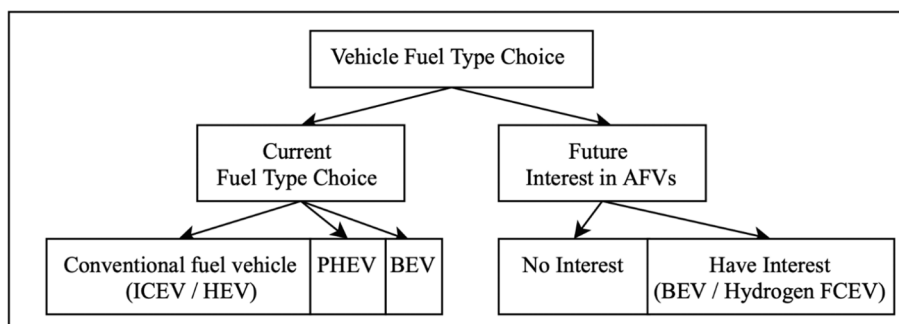 Vehicle Fuel Type Choice
Current
Fuel Type Choice
Future
Interest in AFVs
Conventional fuel vehicle
(ICEV / HEV)
PHEV
BEV
No Interest
Have Interest
(BEV / Hydrogen FCEV)